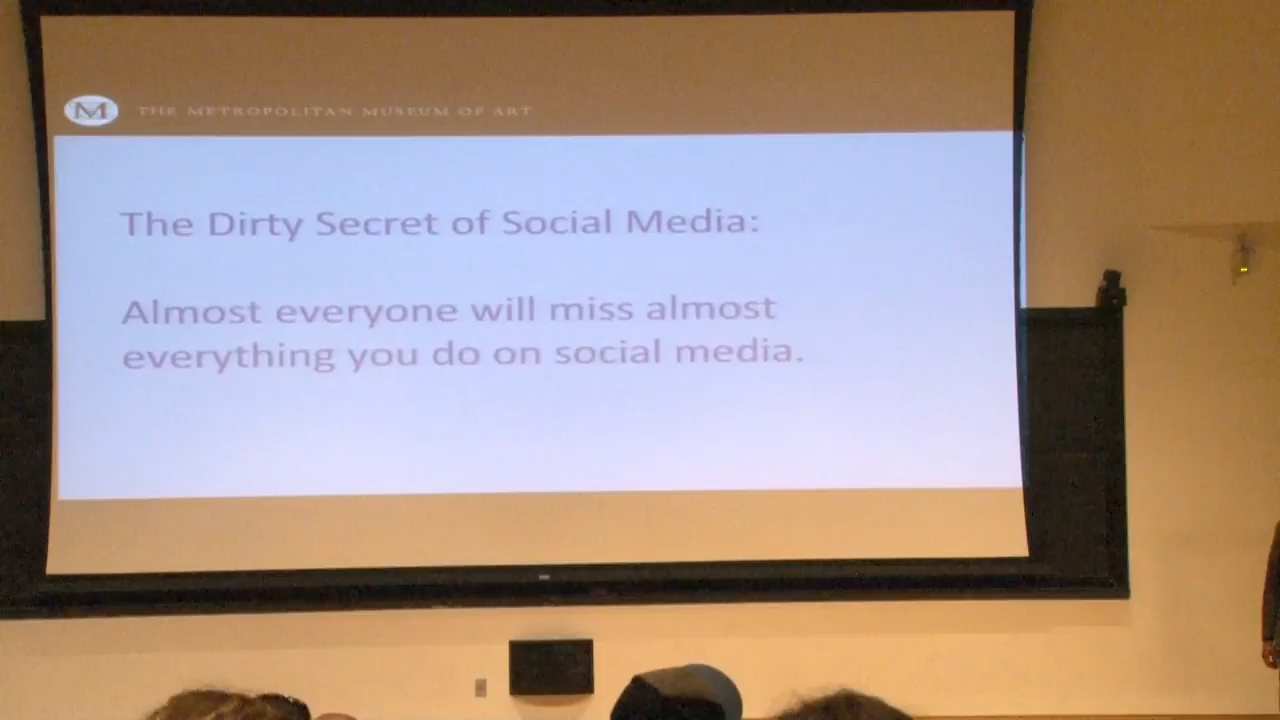 M THE METROPOLITAN MUSEUM OF ART
The Dirty Secret of Social Media:
Almost everyone will miss almost
everything you do on social media.